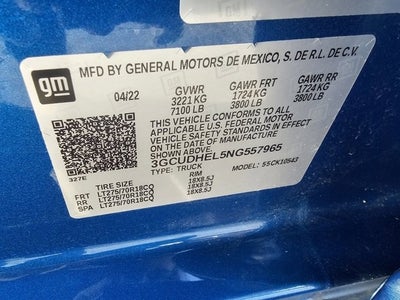 gm
MFD BY GENERAL MOTORS DE MEXICO, S. DE R.L. DE C.V.
04/22 GVWR GAWR FRT GAWR RR
3221 KG 1724 KG 1724 KG
7100 LB 3800 LB 3800 LB
THIS VEHICLE CONFORMS TO ALL APPLICABLE
U.S. FEDERAL MOTOR VEHICLE SAFETY
STANDARDS IN EFFECT ON THE DATE OF
MANUFACTURE SHOWN ABOVE.
3GCUDHEL5NG557965
TYPE: TRUCK MODEL: 55CK10543
327E
TIRE SIZE RIM
FRT LT275/70R18CQ 18X8.5J
RR LT275/70R18CQ 18X8.5J
SPA LT275/70R18CQ 18X8.5J